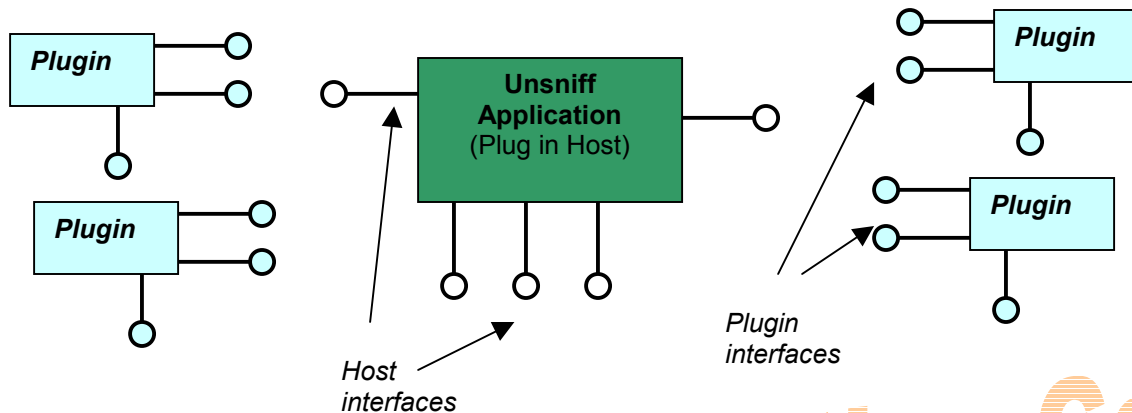 Plugin
Plugin
Unsniff
Application
(Plug in Host)
Plugin
Plugin
Host
interfaces
Plugin
interfaces